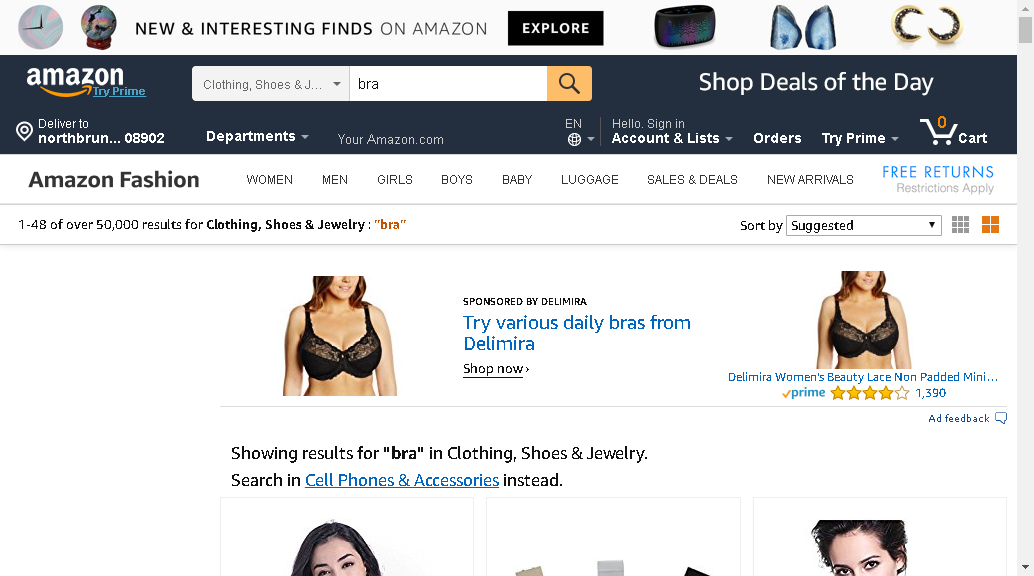 NEW & INTERESTING FINDS ON AMAZON EXPLORE
amazon
Try Prime
Clothing, Shoes & J...
bra
Shop Deals of the Day
Deliver to
northbrun... 08902
Departments
Your Amazon.com
EN
Hello. Sign in
Account & Lists
Orders
Try Prime
0
Cart
Amazon Fashion
WOMEN MEN GIRLS BOYS BABY LUGGAGE SALES & DEALS NEW ARRIVALS
FREE RETURNS
Restrictions Apply
1-48 of over 50,000 results for Clothing, Shoes & Jewelry : "bra"
Sort by Suggested
SPONSORED BY DELIMIRA
Try various daily bras from
Delimira
Shop now ›
Delimira Women's Beauty Lace Non Padded Mini...
prime 1,390
Ad feedback
Showing results for "bra" in Clothing, Shoes & Jewelry.
Search in Cell Phones & Accessories instead.